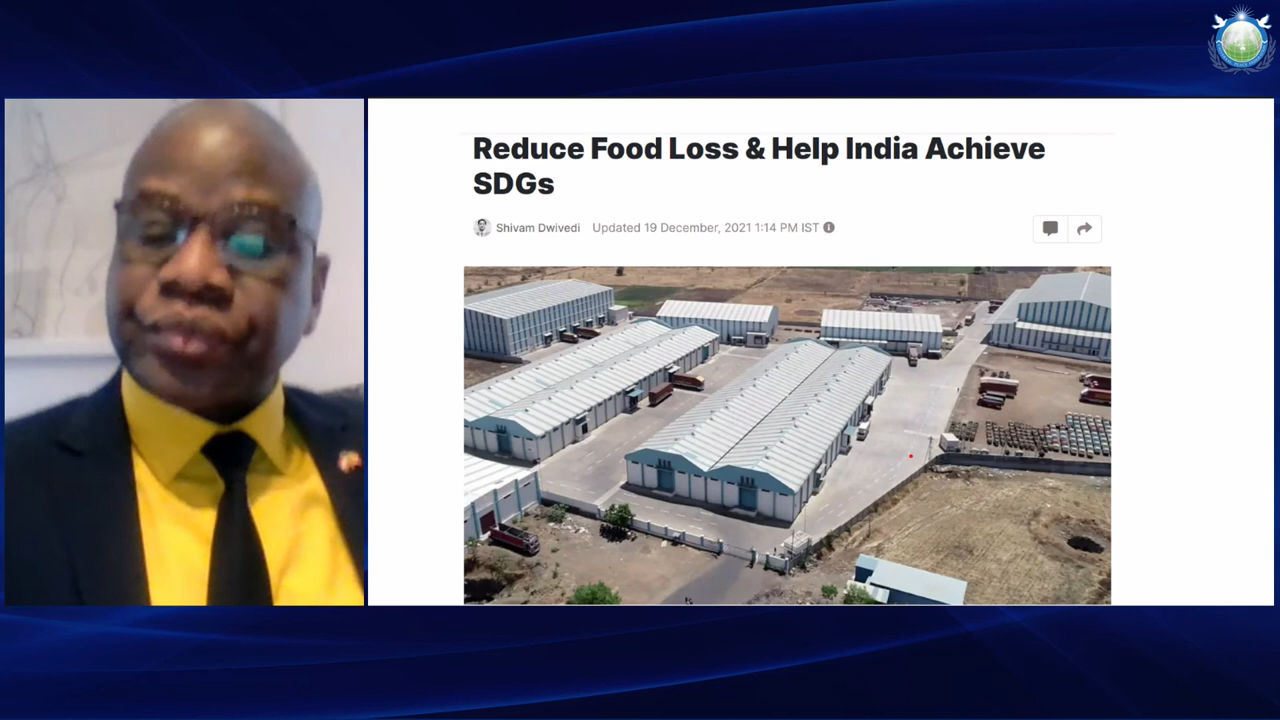 Reduce Food Loss & Help India Achieve
SDGs
Shivam Dwivedi Updated 19 December, 2021 1:14 PM IST